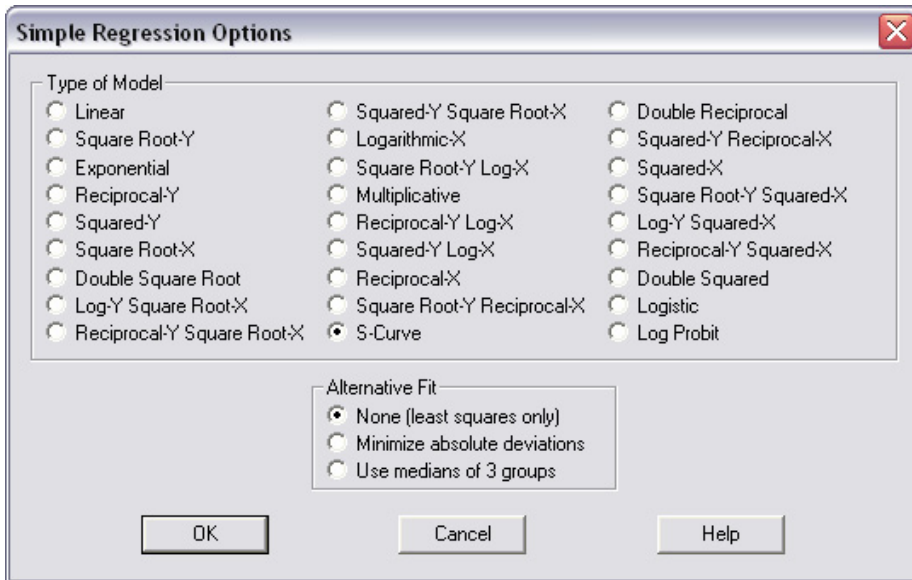 Simple Regression Options
Type of Model
Linear
Square Root-Y
Exponential
Reciprocal-Y
Squared-Y
Square Root-X
Double Square Root
Log-Y Square Root-X
Reciprocal-Y Square Root-X
Squared-Y Square Root-X
Logarithmic-X
Square Root-Y Log-X
Multiplicative
Reciprocal-Y Log-X
Squared-Y Log-X
Reciprocal-X
Square Root-Y Reciprocal-X
S-Curve
Double Reciprocal
Squared-Y Reciprocal-X
Squared-X
Square Root-Y Squared-X
Log-Y Squared-X
Reciprocal-Y Squared-X
Double Squared
Logistic
Log Probit
Alternative Fit
None (least squares only)
Minimize absolute deviations
Use medians of 3 groups
OK
Cancel
Help